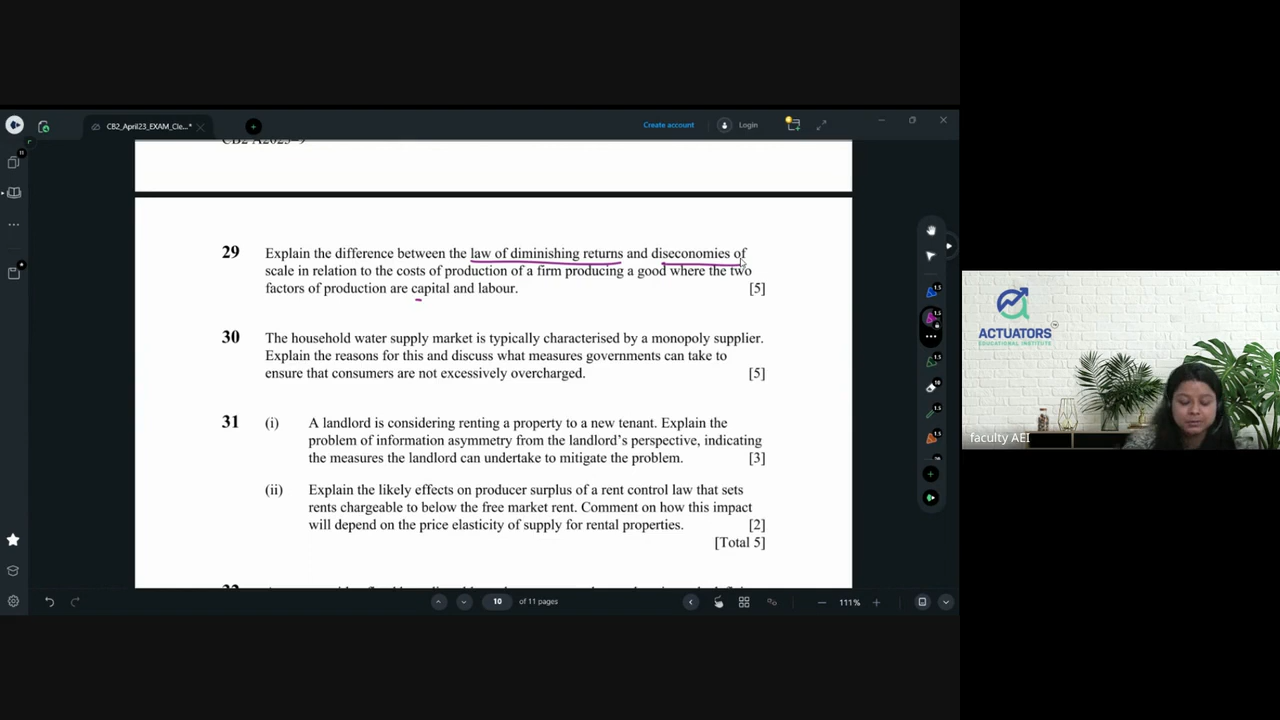 CB2_April23_EXAM_Cle...*
Create account
Login
CB2 A2023–9
29 Explain the difference between the law of diminishing returns and diseconomies of
scale in relation to the costs of production of a firm producing a good where the two
factors of production are capital and labour. [5]
30 The household water supply market is typically characterised by a monopoly supplier.
Explain the reasons for this and discuss what measures governments can take to
ensure that consumers are not excessively overcharged. [5]
31 (i) A landlord is considering renting a property to a new tenant. Explain the
problem of information asymmetry from the landlord's perspective, indicating
the measures the landlord can undertake to mitigate the problem. [3]
(ii) Explain the likely effects on producer surplus of a rent control law that sets
rents chargeable to below the free market rent. Comment on how this impact
will depend on the price elasticity of supply for rental properties. [2]
[Total 5]
10 of 11 pages
111%
ACTUATORS
EDUCATIONAL INSTITUTE
faculty AEI